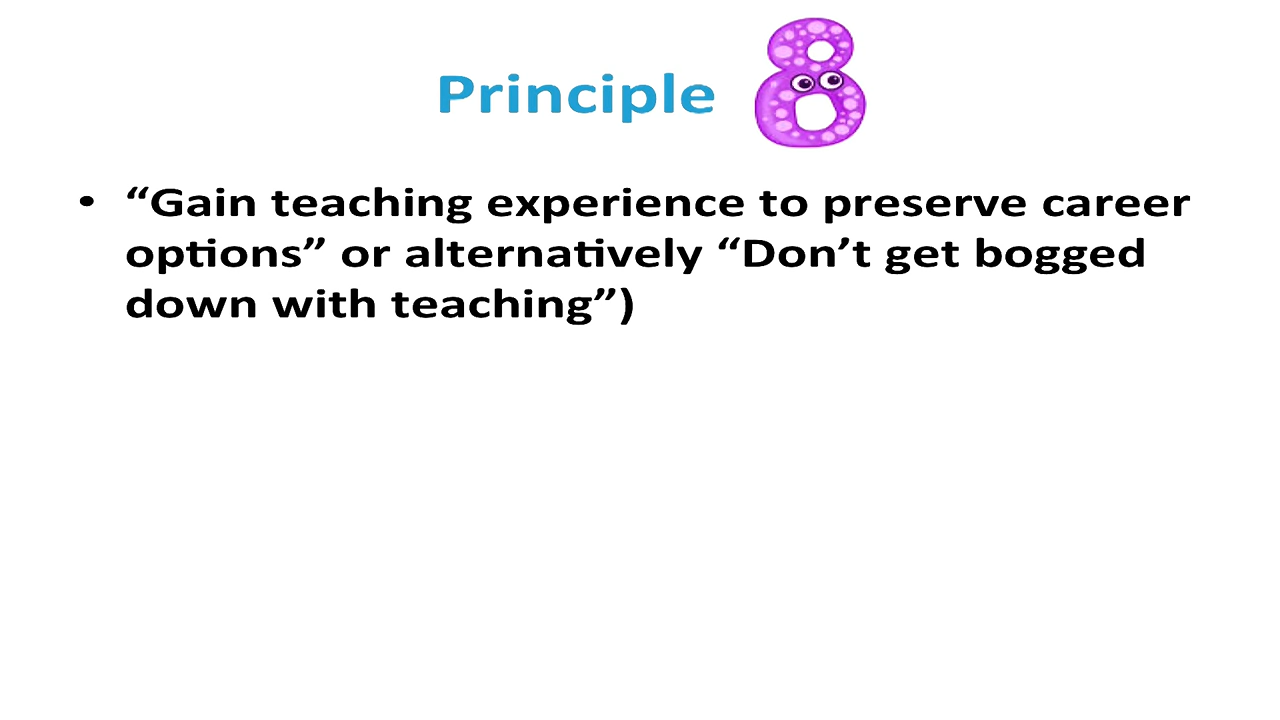 Principle 8
• “Gain teaching experience to preserve career
options” or alternatively “Don’t get bogged
down with teaching”)